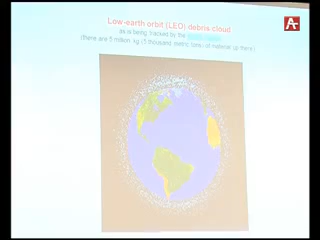 Low-earth orbit (LEO) debris cloud
as is being tracked by the
(there are 5 million kg (5 thousand metric tons) of material up there)
A